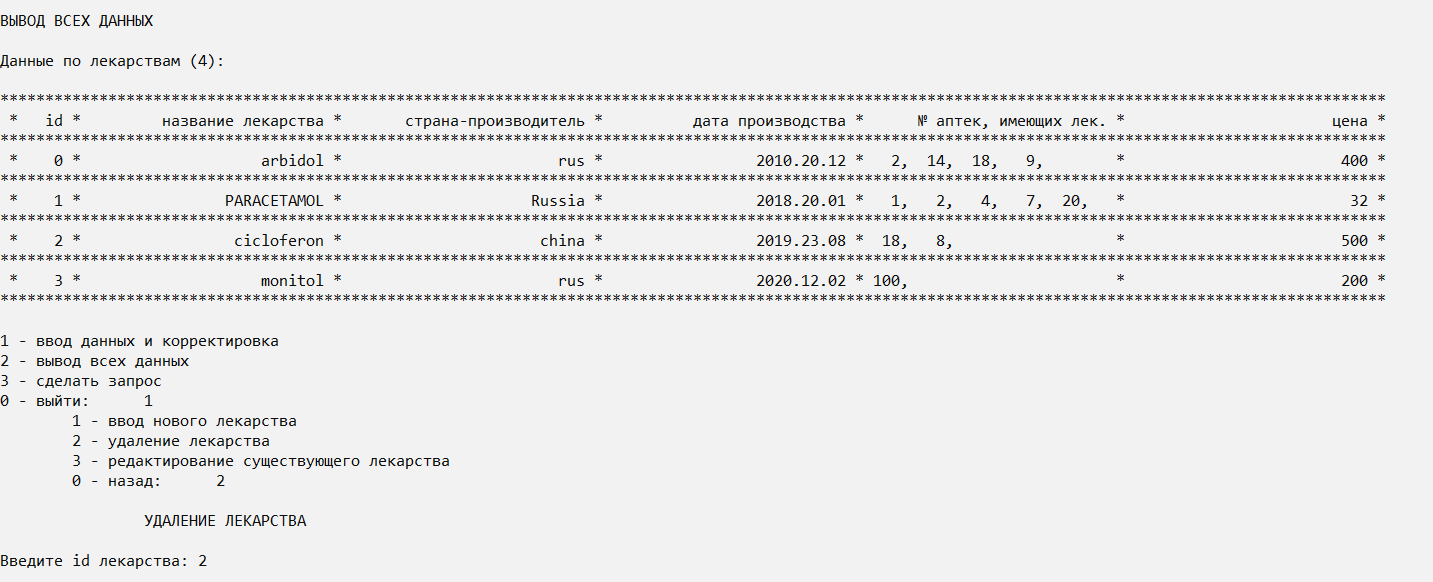 ВЫВОД ВСЕХ ДАННЫХ
Данные по лекарствам (4):
**********************************************************************************************************************************************************
* id * название лекарства * страна-производитель * дата производства * № аптек, имеющих лек. * цена *
**********************************************************************************************************************************************************
* 0 * arbidol * rus * 2010.20.12 * 2, 14, 18, 9, * 400 *
**********************************************************************************************************************************************************
* 1 * PARACETAMOL * Russia * 2018.20.01 * 1, 2, 4, 7, 20, * 32 *
**********************************************************************************************************************************************************
* 2 * cicloferon * china * 2019.23.08 * 18, 8, * 500 *
**********************************************************************************************************************************************************
* 3 * monitol * rus * 2020.12.02 * 100, * 200 *
**********************************************************************************************************************************************************
1 - ввод данных и корректировка
2 - вывод всех данных
3 - сделать запрос
0 - выйти: 1
1 - ввод нового лекарства
2 - удаление лекарства
3 - редактирование существующего лекарства
0 - назад: 2
УДАЛЕНИЕ ЛЕКАРСТВА
Введите id лекарства: 2